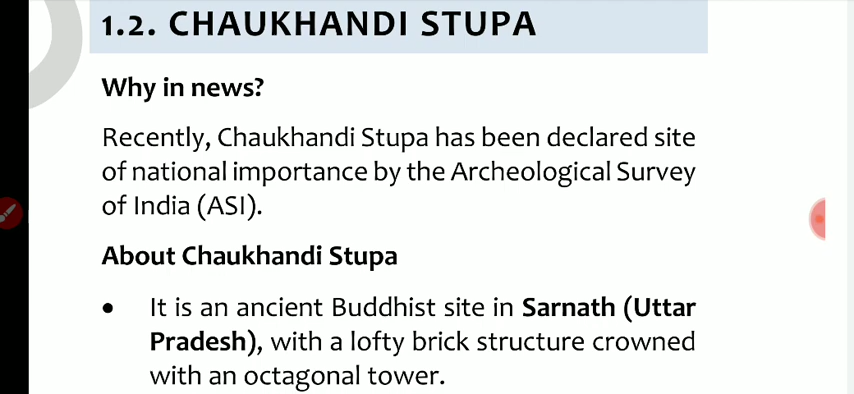 1.2. CHAUKHANDI STUPA
Why in news?
Recently, Chaukhandi Stupa has been declared site
of national importance by the Archeological Survey
of India (ASI).
About Chaukhandi Stupa
• It is an ancient Buddhist site in Sarnath (Uttar
Pradesh), with a lofty brick structure crowned
with an octagonal tower.